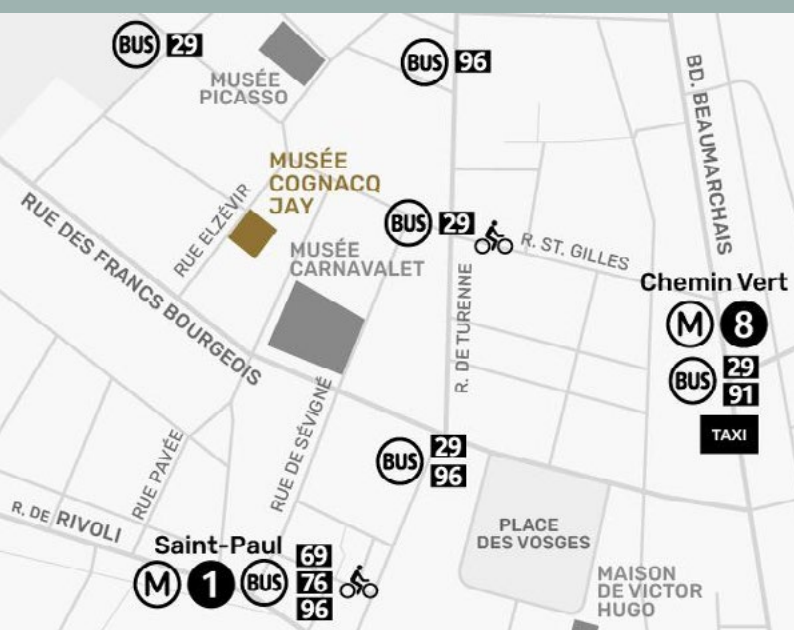 BUS 29
MUSÉE
PICASSO
BUS 96
BD. BEAUMARCHAIS
MUSÉE
COGNACQ
JAY
RUE ELZÉVIR
RUE DES FRANCS BOURGEOIS
BUS 29
R. ST. GILLES
MUSÉE
CARNAVALET
R. DE TURENNE
Chemin Vert
M 8
BUS 29
91
TAXI
RUE DE SÉVIGNÉ
RUE PAVÉE
BUS 29
96
R. DE RIVOLI
PLACE
DES VOSGES
Saint-Paul
M 1 BUS 69
76
96
MAISON
DE VICTOR
HUGO